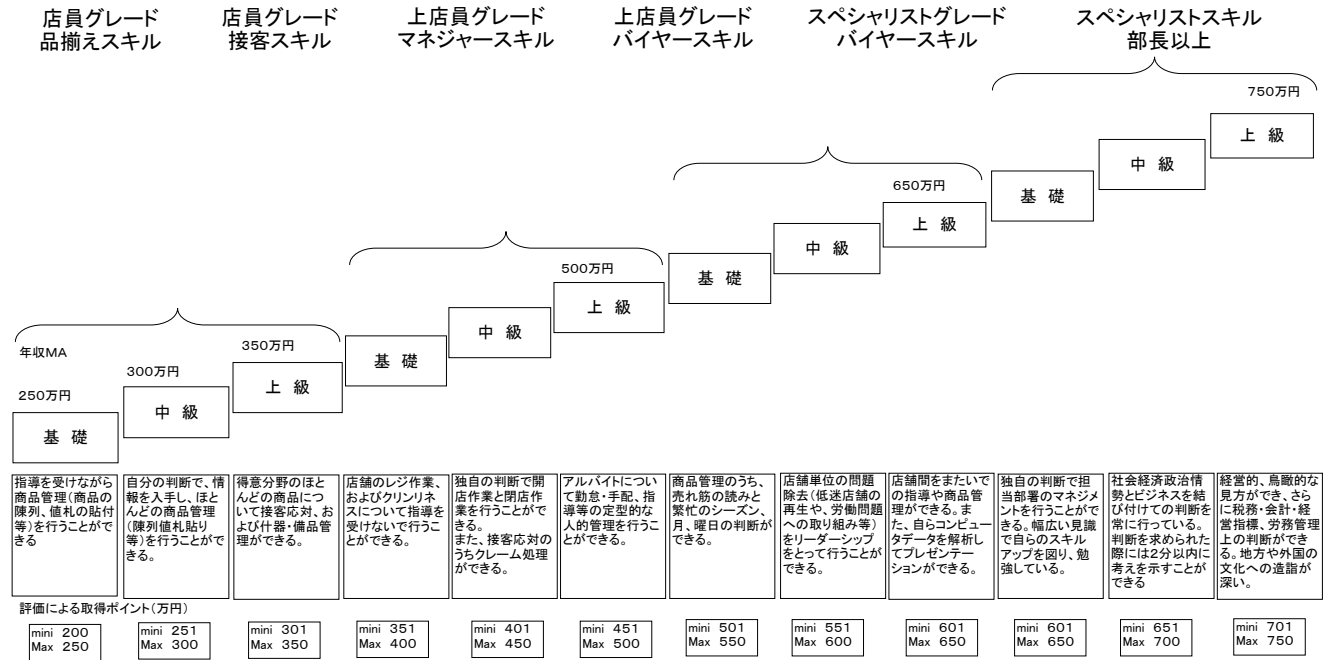 店員グレード
品揃えスキル
店員グレード
接客スキル
上店員グレード
マネジャースキル
上店員グレード
バイヤースキル
スペシャリストグレード
バイヤースキル
スペシャリストスキル
部長以上
750万円
上 級
中 級
基 礎
650万円
上 級
中 級
基 礎
500万円
上 級
中 級
基 礎
年収MA
350万円
上 級
300万円
中 級
250万円
基 礎
指導を受けながら
商品管理(商品の
陳列、値札の貼付
等)を行うことがで
きる
自分の判断で、情
報を入手し、ほと
んどの商品管理
(陳列値札貼り
等)を行うことがで
きる。
得意分野のほと
んどの商品につ
いて接客応対、お
よび什器・備品管
理ができる。
店舗のレジ作業、
およびクリンリネ
スについて指導を
受けないで行うこ
とができる。
独自の判断で開
店作業と閉店作
業を行うことがで
きる。
また、接客応対の
うちクレーム処理
ができる。
アルバイトについ
て勤怠・手配、指
導等の定型的な
人的管理を行うこ
とができる。
商品管理のうち、
売れ筋の読みと
繁忙のシーズン、
月、曜日の判断が
できる。
店舗単位の問題
除去(低迷店舗の
再生や、労働問題
への取り組み等)
をリーダーシップ
をとって行うことが
できる。
店舗間をまたいで
の指導や商品管
理ができる。ま
た、自らコンピュー
タデータを解析し
てプレゼンテー
ションができる。
独自の判断で担
当部署のマネジメ
ントを行うことが
できる。幅広い見識
で自らのスキル
アップを図り、勉
強している。
社会経済政治情
勢とビジネスを結
び付けての判断を
常に行っている。
判断を求められた
際には2分以内に
考えを示すことが
できる
経営的、鳥瞰的な
見方ができ、さら
に税務・会計・経
営指標、労務管理
上の判断ができ
る。地方や外国の
文化への造詣が
深い。
評価による取得ポイント(万円)
mini 200
Max 250
mini 251
Max 300
mini 301
Max 350
mini 351
Max 400
mini 401
Max 450
mini 451
Max 500
mini 501
Max 550
mini 551
Max 600
mini 601
Max 650
mini 601
Max 650
mini 651
Max 700
mini 701
Max 750